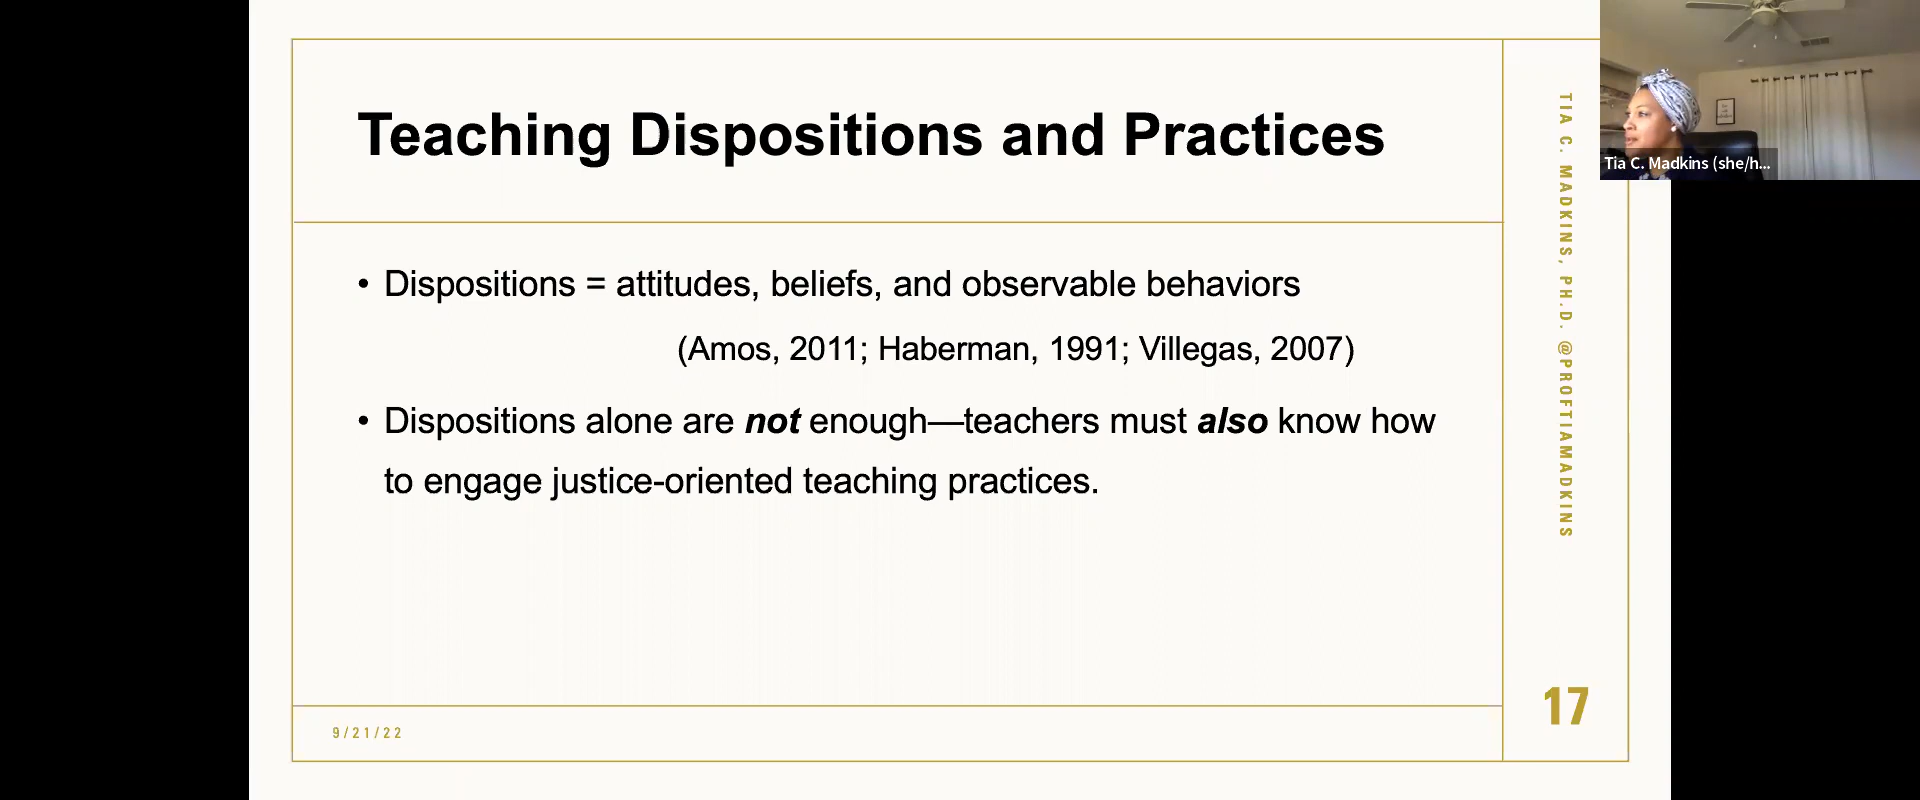 Teaching Dispositions and Practices
• Dispositions = attitudes, beliefs, and observable behaviors
(Amos, 2011; Haberman, 1991; Villegas, 2007)
• Dispositions alone are not enough—teachers must also know how
to engage justice-oriented teaching practices.
TIA C. MADKINS, PH.D. @PROFTIAMADKINS
Tia C. Madkins (she/h...
17
9/21/22